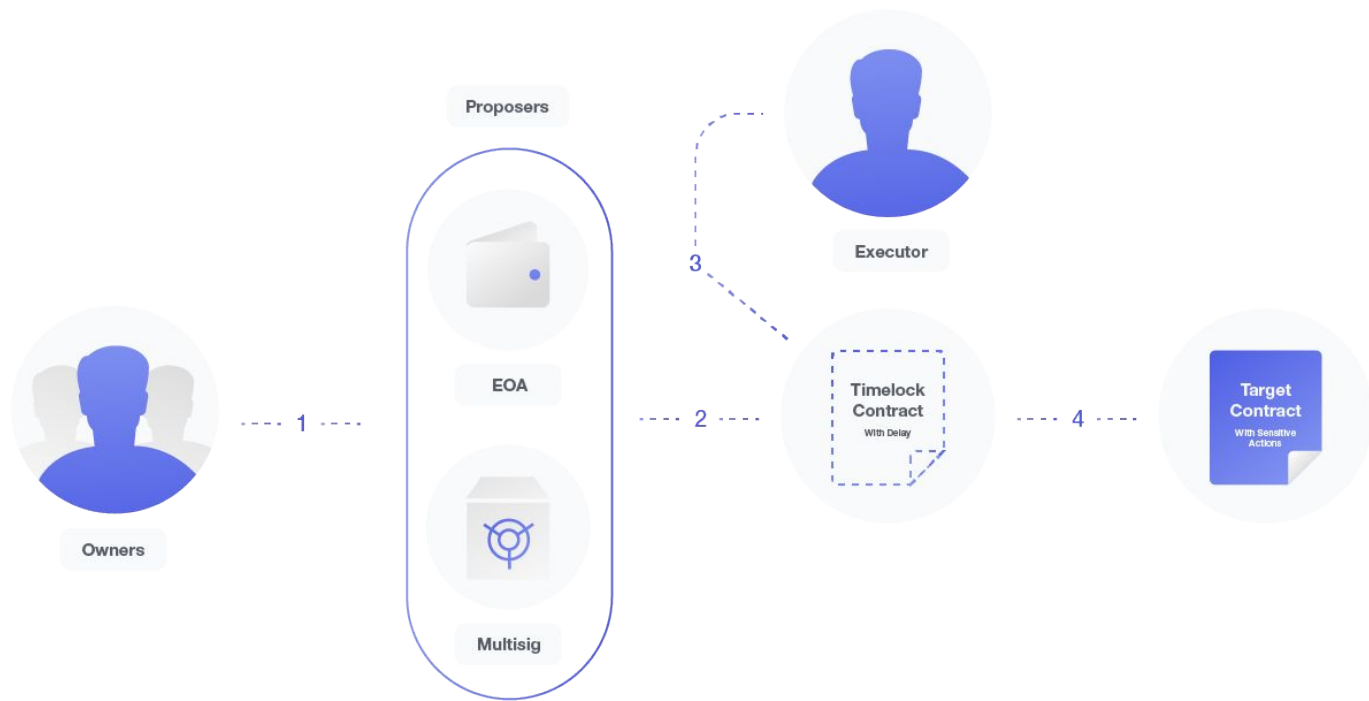 Proposers
Executor
3
EOA
Timelock
Contract
With Delay
Target
Contract
With Sensitive
Actions
1
2
4
Owners
Multisig